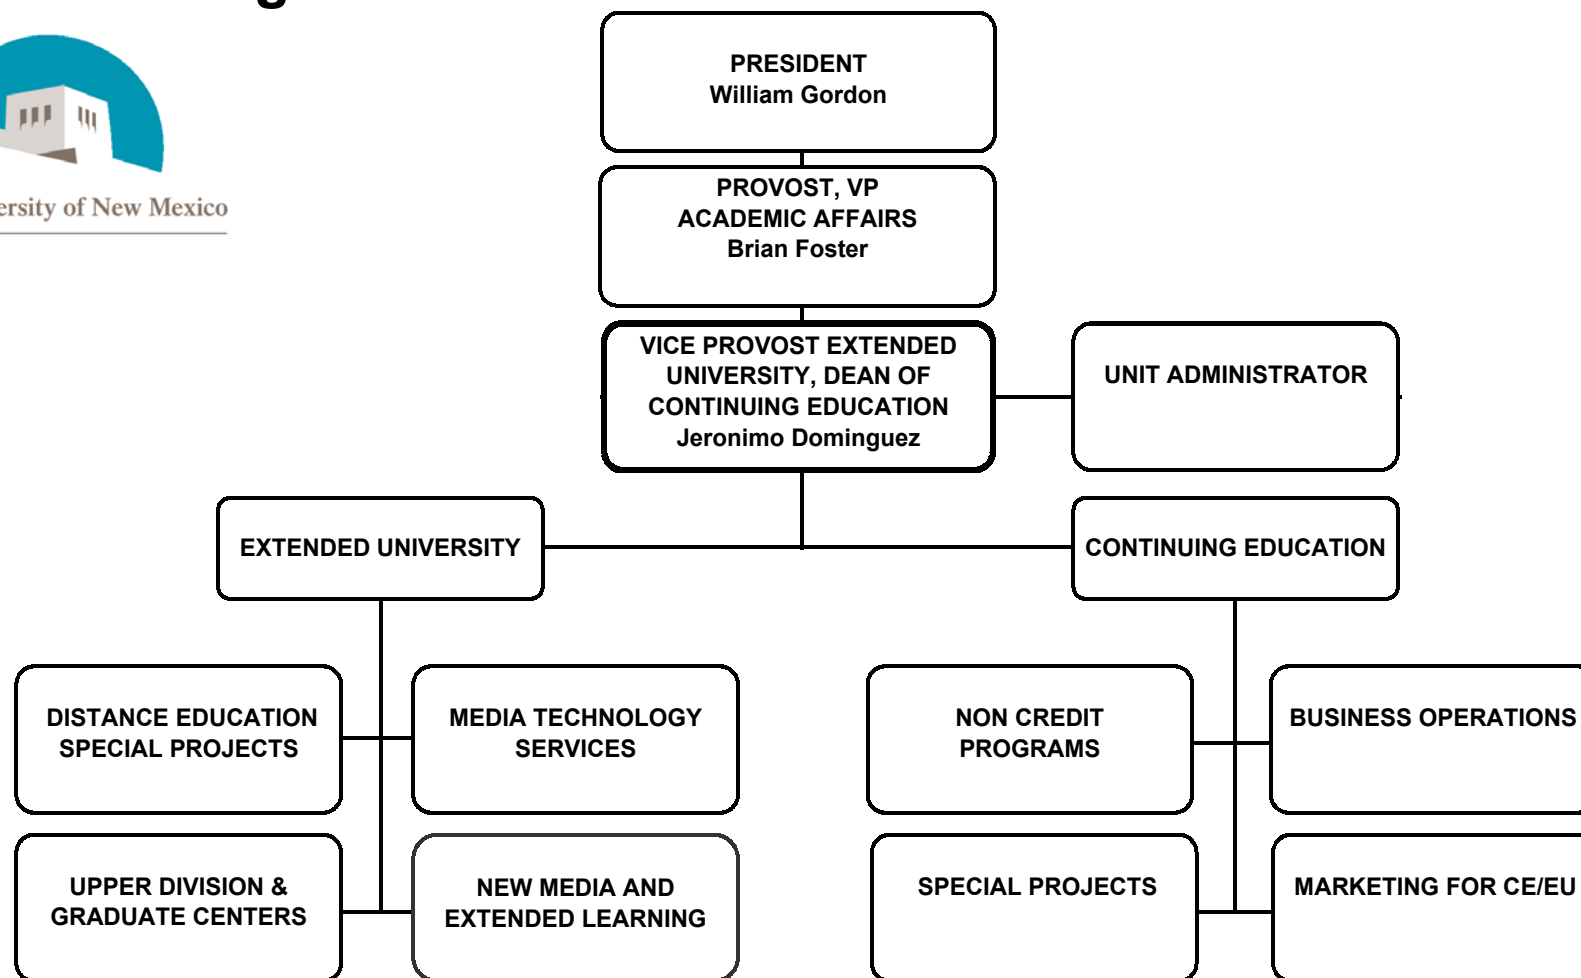 University of New Mexico
PRESIDENT
William Gordon
PROVOST, VP
ACADEMIC AFFAIRS
Brian Foster
VICE PROVOST EXTENDED
UNIVERSITY, DEAN OF
CONTINUING EDUCATION
Jeronimo Dominguez
UNIT ADMINISTRATOR
EXTENDED UNIVERSITY
CONTINUING EDUCATION
DISTANCE EDUCATION
SPECIAL PROJECTS
MEDIA TECHNOLOGY
SERVICES
NON CREDIT
PROGRAMS
BUSINESS OPERATIONS
UPPER DIVISION &
GRADUATE CENTERS
NEW MEDIA AND
EXTENDED LEARNING
SPECIAL PROJECTS
MARKETING FOR CE/EU